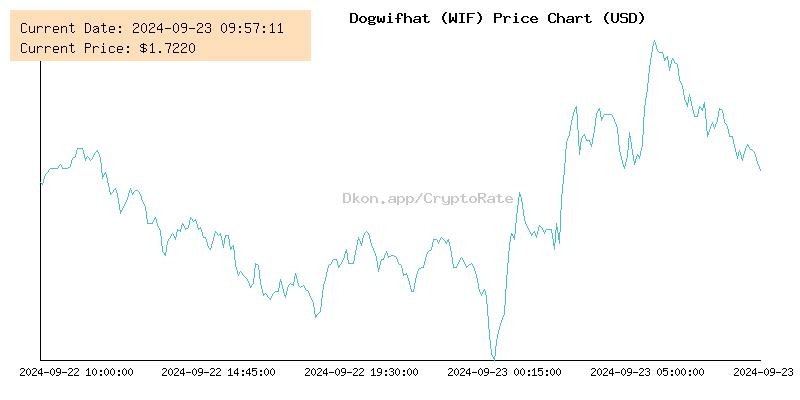 Dogwifhat (WIF) Price Chart (USD)
Current Date: 2024-09-23 09:57:11
Current Price: $1.7220
Dkon.app/CryptoRate
2024-09-22 10:00:00 2024-09-22 14:45:00 2024-09-22 19:30:00 2024-09-23 00:15:00 2024-09-23 05:00:00 2024-09-23